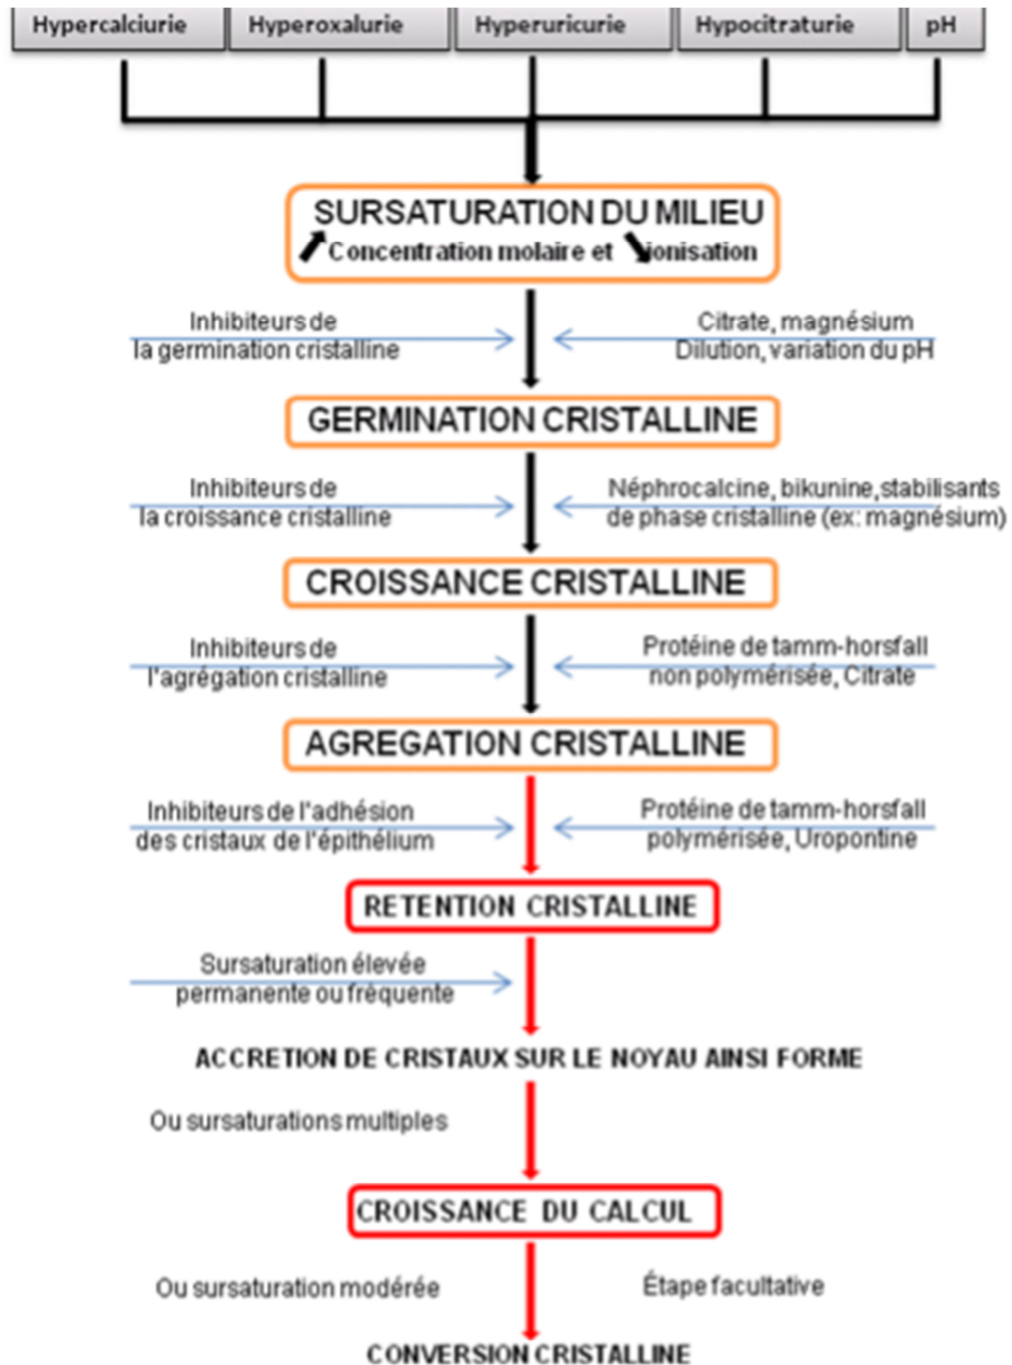 Hypercalciurie
Hyperoxalurie
Hyperuricurie
Hypocitraturie
pH
SURSATURATION DU MILIEU
Concentration molaire et ionisation
Inhibiteurs de
la germination cristalline
Citrate, magnésium
Dilution, variation du pH
GERMINATION CRISTALLINE
Inhibiteurs de
la croissance cristalline
Néphrocalcine, bikunine,stabilisants
de phase cristalline (ex: magnésium)
CROISSANCE CRISTALLINE
Inhibiteurs de
l'agrégation cristalline
Protéine de tamm-horsfall
non polymérisée, Citrate
AGREGATION CRISTALLINE
Inhibiteurs de l'adhésion
des cristaux de l'épithélium
Protéine de tamm-horsfall
polymérisée, Uropontine
RETENTION CRISTALLINE
Sursaturation élevée
permanente ou fréquente
ACCRETION DE CRISTAUX SUR LE NOYAU AINSI FORME
Ou sursaturations multiples
CROISSANCE DU CALCUL
Ou sursaturation modérée
Étape facultative
CONVERSION CRISTALLINE